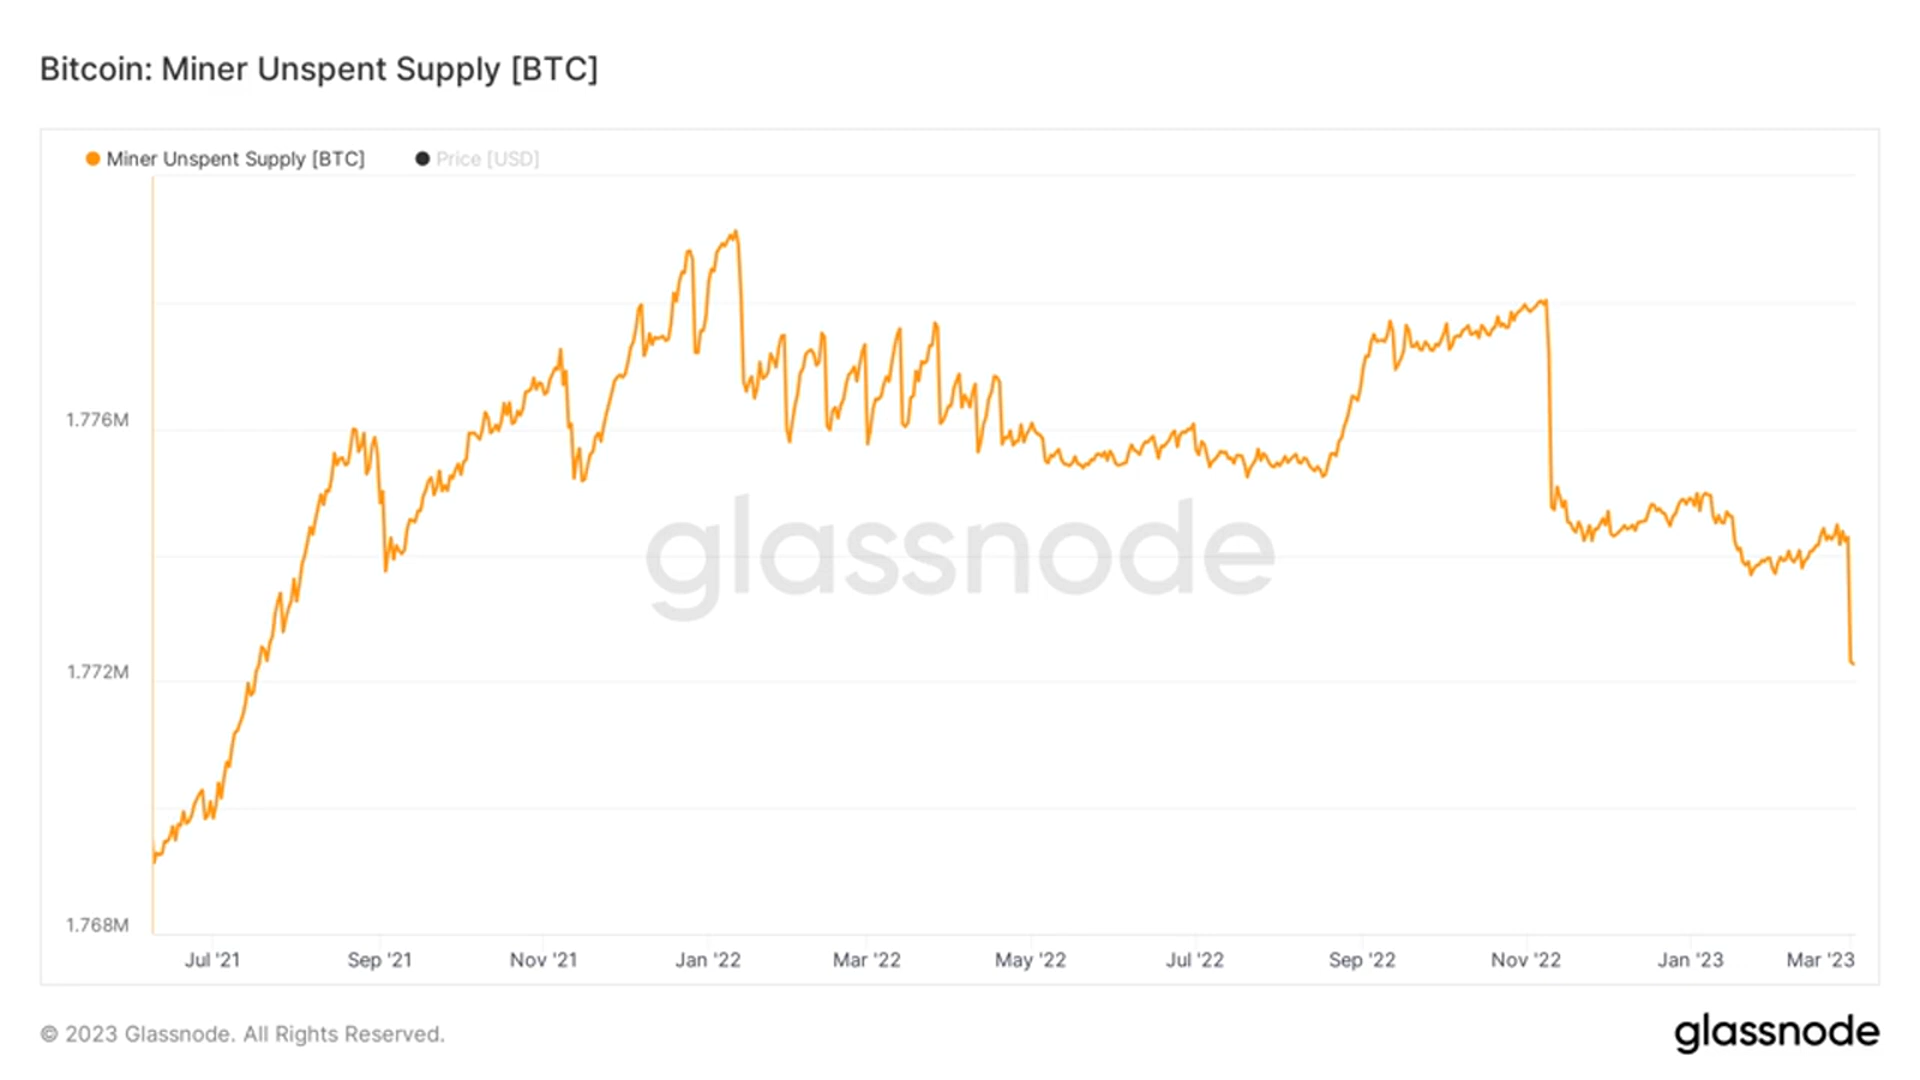 Bitcoin: Miner Unspent Supply [BTC]
Miner Unspent Supply [BTC] Price [USD]
1.776M
glassnode
1.772M
1.768M
Jul '21 Sep '21 Nov '21 Jan '22 Mar '22 May '22 Jul '22 Sep '22 Nov '22 Jan '23 Mar '23
© 2023 Glassnode. All Rights Reserved.
glassnode